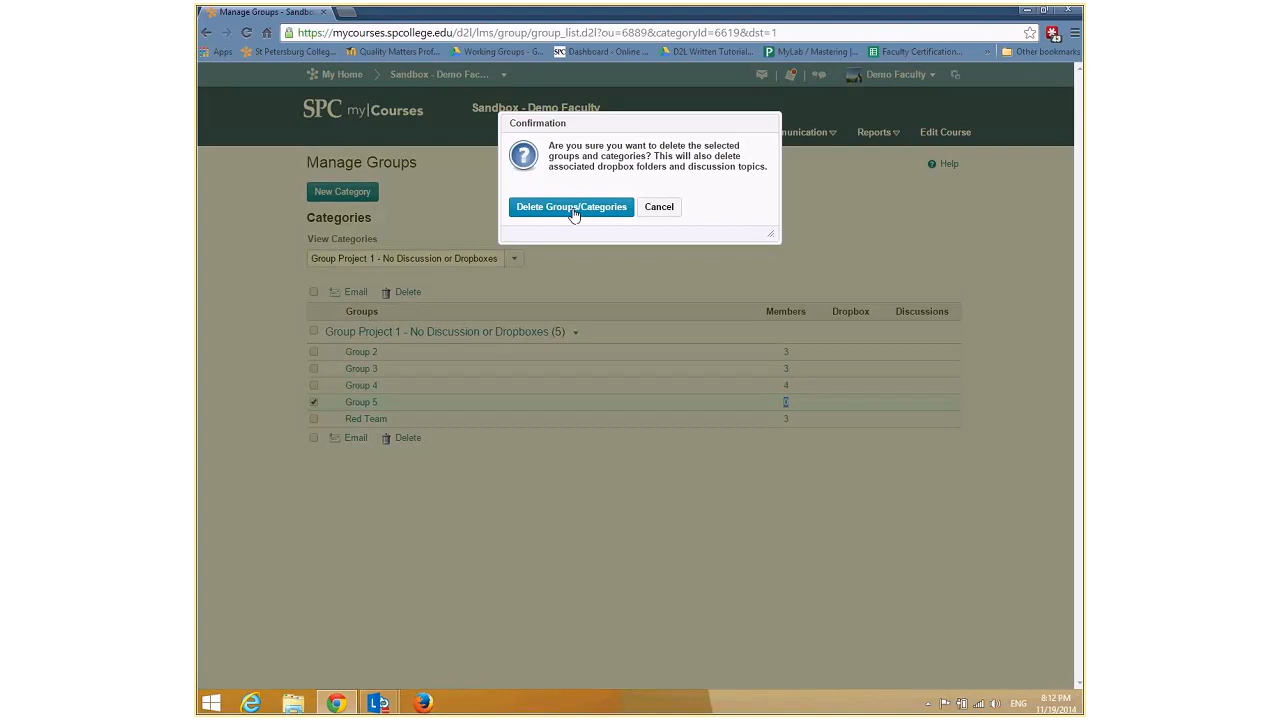 Manage Groups - Sandbo ×
https://mycourses.spcollege.edu/d2l/lms/group/group_list.d2l?ou=6889&categoryId=6619&dst=1
Apps St Petersburg Colleg... Quality Matters Prof... Working Groups - G... SPC Dashboard - Online ... D2L Written Tutorial... MyLab / Mastering |... Faculty Certification... » Other bookmarks
43
My Home Sandbox - Demo Fac... Demo Faculty
SPC my|Courses Sandbox - Demo Faculty
munication Reports Edit Course
Confirmation
Are you sure you want to delete the selected
groups and categories? This will also delete
associated dropbox folders and discussion topics.
Delete Groups/Categories Cancel
Manage Groups
Help
New Category
Categories
View Categories
Group Project 1 - No Discussion or Dropboxes
Email Delete
Groups Members Dropbox Discussions
Group Project 1 - No Discussion or Dropboxes (5)
Group 2 3
Group 3 3
Group 4 4
Group 5 0
Red Team 3
Email Delete
ENG
8:12 PM
11/19/2014